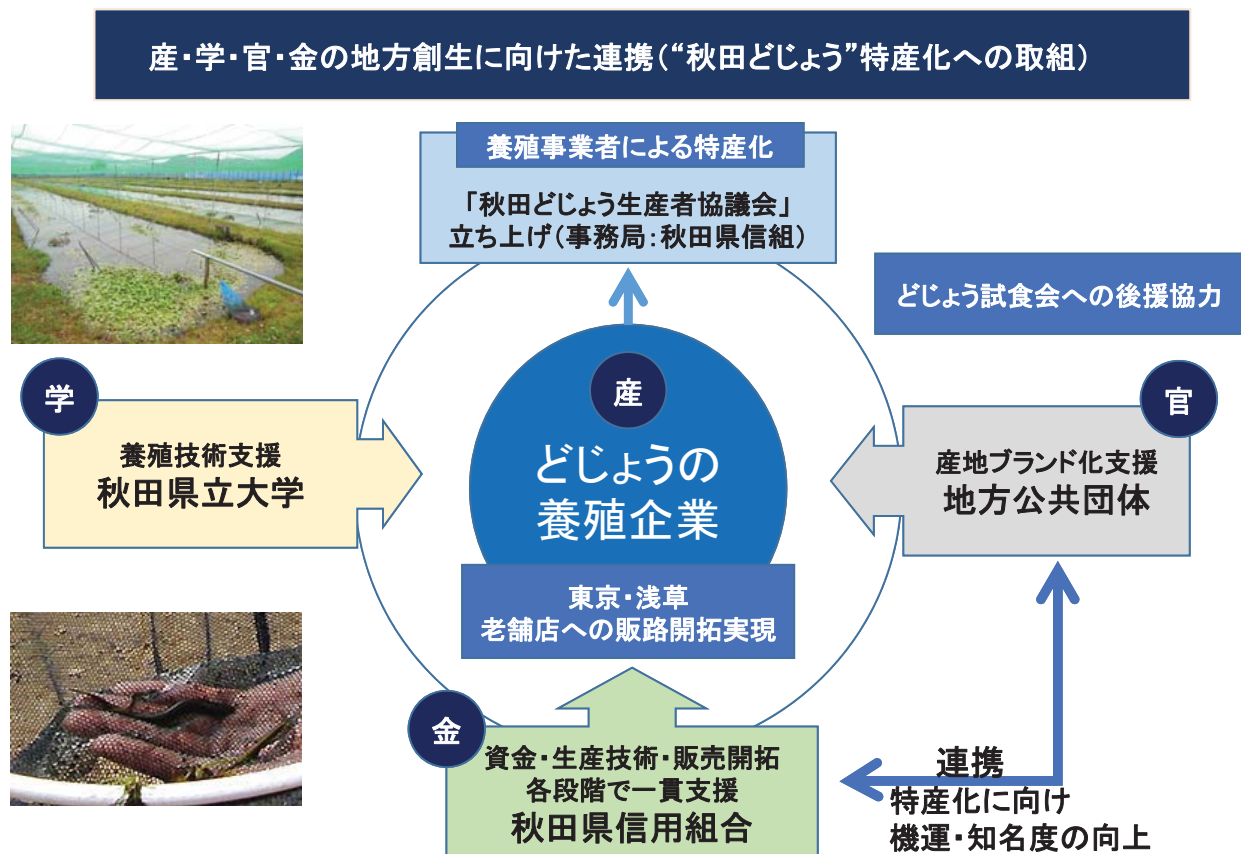 産・学・官・金の地方創生に向けた連携(“秋田どじょう”特産化への取組)
養殖事業者による特産化
「秋田どじょう生産者協議会」
立ち上げ(事務局:秋田県信組)
どじょう試食会への後援協力
学
養殖技術支援
秋田県立大学
産
どじょうの
養殖企業
官
産地ブランド化支援
地方公共団体
東京・浅草
老舗店への販路開拓実現
金
資金・生産技術・販売開拓
各段階で一貫支援
秋田県信用組合
連携
特産化に向け
機運・知名度の向上